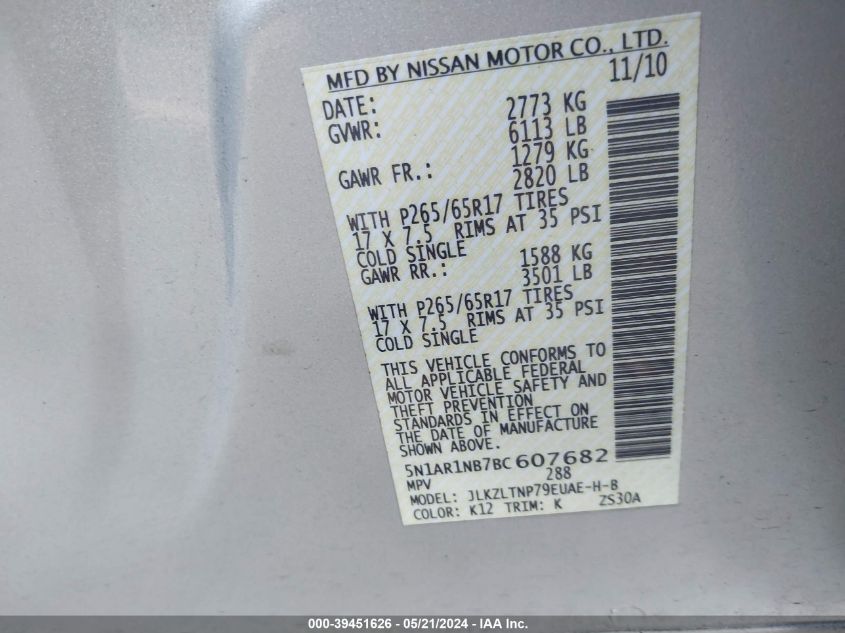 MFD BY NISSAN MOTOR CO., LTD.
DATE: 11/10
GVWR: 2773 KG
6113 LB
GAWR FR.: 1279 KG
2820 LB
WITH P265/65R17 TIRES
17 X 7.5 RIMS AT 35 PSI
COLD SINGLE
GAWR RR.: 1588 KG
3501 LB
WITH P265/65R17 TIRES
17 X 7.5 RIMS AT 35 PSI
COLD SINGLE
THIS VEHICLE CONFORMS TO
ALL APPLICABLE FEDERAL
MOTOR VEHICLE SAFETY AND
THEFT PREVENTION
STANDARDS IN EFFECT ON
THE DATE OF MANUFACTURE
SHOWN ABOVE.
5N1AR1NB7BC607682
MPV 288
MODEL: JLKZLTNP79EUAE-H-B
COLOR: K12 TRIM: K ZS30A
000-39451626 - 05/21/2024 - IAA Inc.